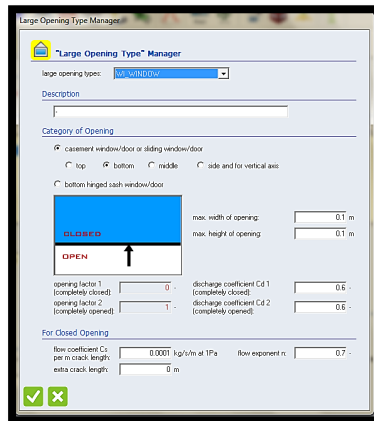 Large Opening Type Manager
"Large Opening Type" Manager
large opening types: WI_WINDOW
Description
-
Category of Opening
casement window/door or sliding window/door
top bottom middle side and for vertical axis
bottom hinged sash window/door
CLOSED
OPEN
max. width of opening: 0.1 m
max. height of opening: 0.1 m
opening factor 1 (completely closed): 0 -
discharge coefficient Cd 1 (completely closed): 0.6 -
opening factor 2 (completely opened): 1 -
discharge coefficient Cd 2 (completely opened): 0.6 -
For Closed Opening
flow coefficient Cs per m crack length: 0.0001 kg/s/m at 1Pa
flow exponent n: 0.7 -
extra crack length: 0 m